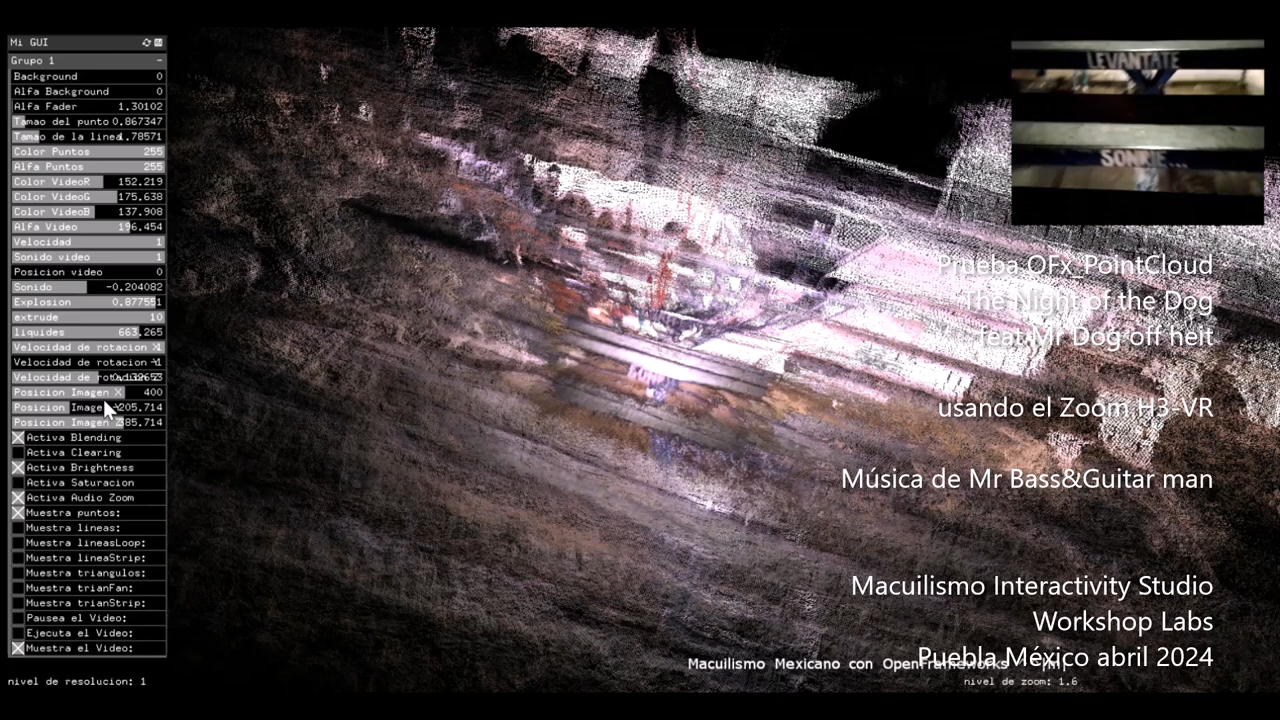 Mi GUI
Grupo 1 -
Background 0
Alfa Background 0
Alfa Fader 1.30102
Tamao del punto 0.867347
Tamao de la linea 1.78571
Color Puntos 255
Alfa Puntos 255
Color VideoR 152.219
Color VideoG 175.638
Color VideoB 137.908
Alfa Video 196.454
Velocidad 1
Sonido video 1
Posicion video 0
Sonido -0.204082
Explosion 0.877551
extrude 10
liquides 663.265
Velocidad de rotacion X1
Velocidad de rotacion
Velocidad de
Posicion Imagen X 400
Posicion Imagen 205.714
Posicion Imagen 385.714
Activa Blending
Activa Clearing
Activa Brightness
Activa Saturacion
Activa Audio Zoom
Muestra puntos:
Muestra lineas:
Muestra lineasLoop:
Muestra lineaStrip:
Muestra triangulos:
Muestra trianFan:
Muestra trianStrip:
Pausea el Video:
Ejecuta el Video:
Muestra el Video:
nivel de resolucion: 1
LEVANTATE
Y
SONRIE...
Prueba OFx_PointCloud
The Night of the Dog
feat Mr Dog off heit
usando el Zoom H3-VR
Música de Mr Bass&Guitar man
Macuilismo Interactivity Studio
Workshop Labs
Puebla México abril 2024
Macuilismo Mexicano con OpenFrameworks
nivel de zoom: 1.6